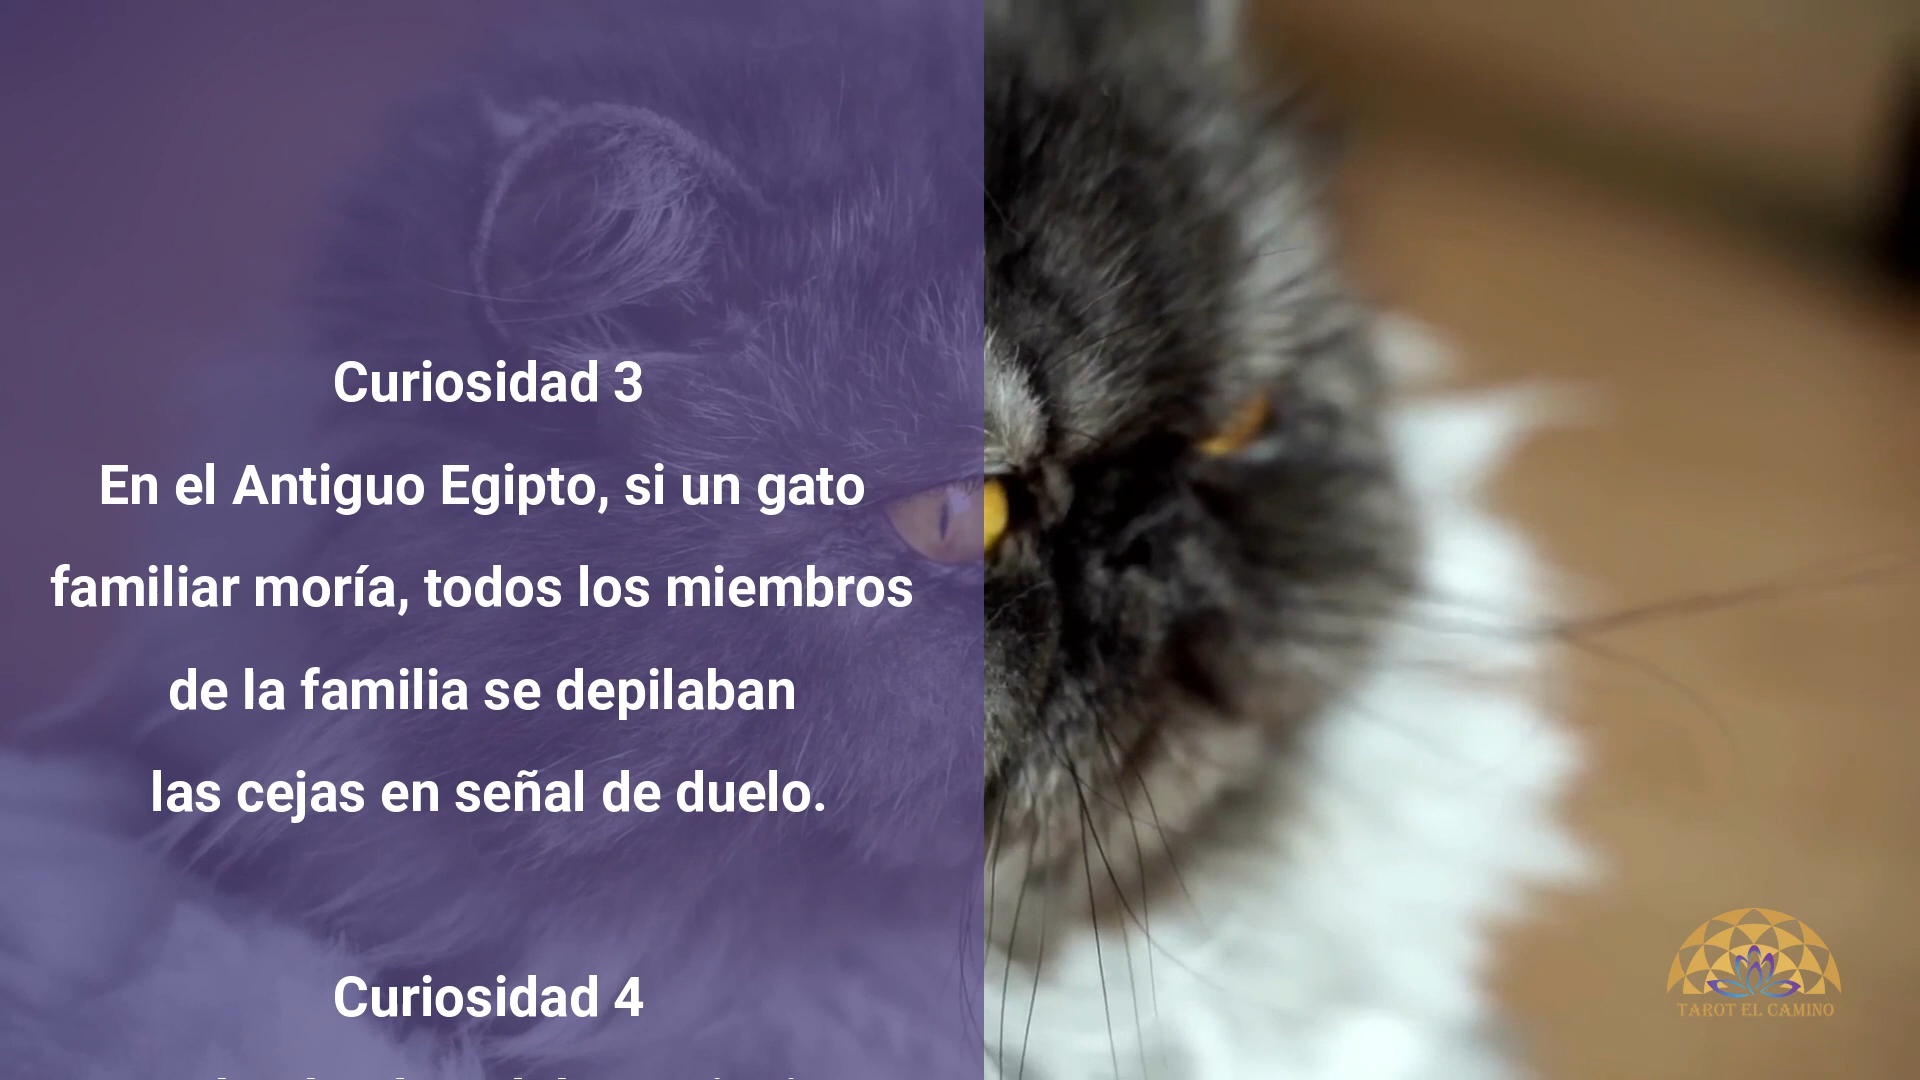 Curiosidad 3
En el Antiguo Egipto, si un gato
familiar moría, todos los miembros
de la familia se depilaban
las cejas en señal de duelo.
Curiosidad 4
TAROT EL CAMINO